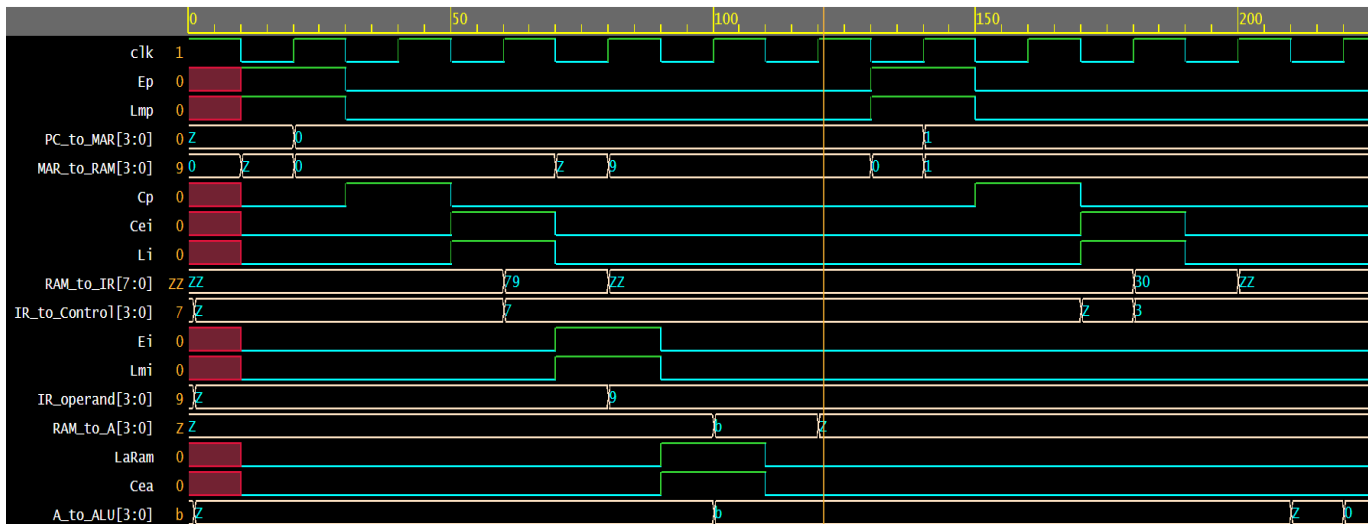 0 50 100 150 200
clk 1
Ep 0
Lmp 0
PC_to_MAR[3:0] 0 Z 0 1
MAR_to_RAM[3:0] 9 0 Z 0 Z 9 0 1
Cp 0
Cei 0
Li 0
RAM_to_IR[7:0] ZZ ZZ 79 ZZ 30 ZZ
IR_to_Control[3:0] 7 Z 7 Z 3
Ei 0
Lmi 0
IR_operand[3:0] 9 Z 9
RAM_to_A[3:0] Z Z b Z
LaRam 0
Cea 0
A_to_ALU[3:0] b Z b Z 0